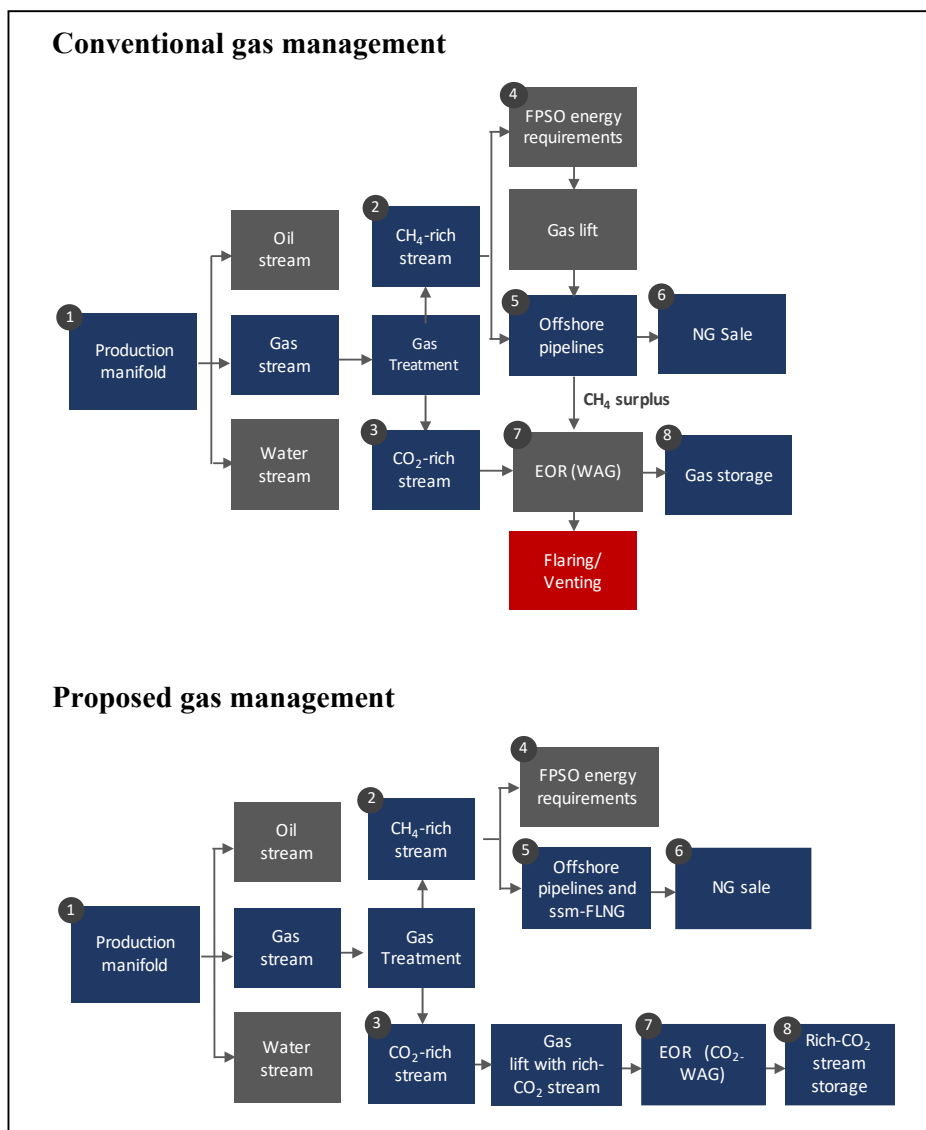 Conventional gas management
4
FPSO energy
requirements
2
CH₄-rich
stream
Oil
stream
Gas lift
1
Production
manifold
Gas
stream
Gas
Treatment
5
Offshore
pipelines
6
NG Sale
CH₄ surplus
Water
stream
3
CO₂-rich
stream
7
EOR (WAG)
8
Gas storage
Flaring/
Venting
Proposed gas management
4
FPSO energy
requirements
2
CH₄-rich
stream
Oil
stream
5
Offshore
pipelines and
ssm-FLNG
6
NG sale
1
Production
manifold
Gas
stream
Gas
Treatment
Water
stream
3
CO₂-rich
stream
Gas
lift with rich-
CO₂ stream
7
EOR (CO₂-
WAG)
8
Rich-CO₂
stream
storage